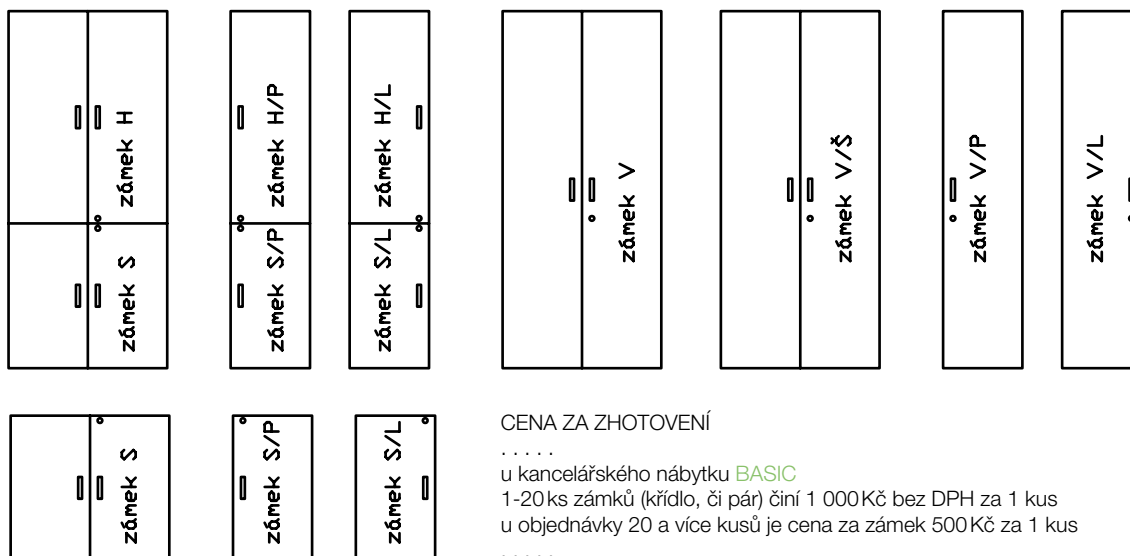 zámek H
zámek H/P
zámek H/L
zámek V
zámek V/Š
zámek V/P
zámek V/L
zámek S
zámek S/P
zámek S/L
zámek S
zámek S/P
zámek S/L
CENA ZA ZHOTOVENÍ
. . . . .
u kancelářského nábytku BASIC
1-20 ks zámků (křídlo, či pár) činí 1 000 Kč bez DPH za 1 kus
u objednávky 20 a více kusů je cena za zámek 500 Kč za 1 kus
. . . . .